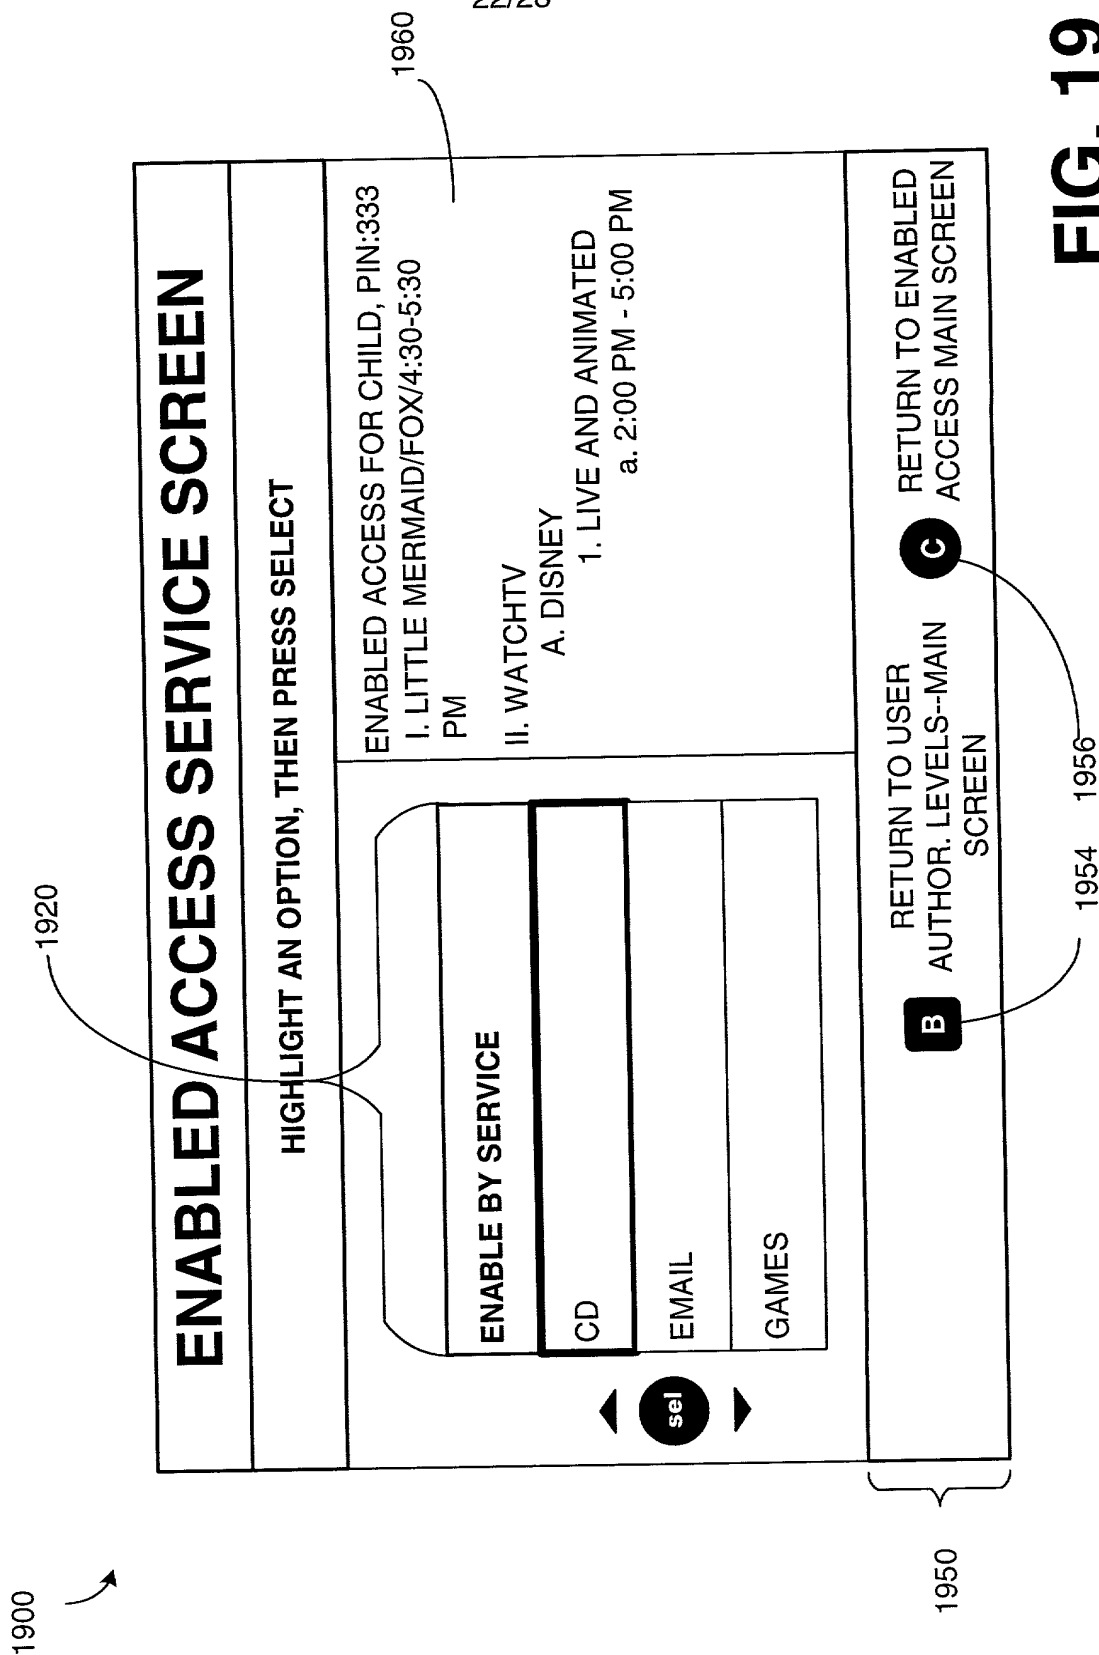 22/28
1900
1920
1960
ENABLED ACCESS SERVICE SCREEN
HIGHLIGHT AN OPTION, THEN PRESS SELECT
ENABLE BY SERVICE
CD
EMAIL
GAMES
sel
ENABLED ACCESS FOR CHILD, PIN:333
I. LITTLE MERMAID/FOX/4:30-5:30
PM
II. WATCHTV
A. DISNEY
1. LIVE AND ANIMATED
a. 2:00 PM - 5:00 PM
B
RETURN TO USER
AUTHOR. LEVELS--MAIN
SCREEN
C
RETURN TO ENABLED
ACCESS MAIN SCREEN
1950
1954
1956
FIG. 19